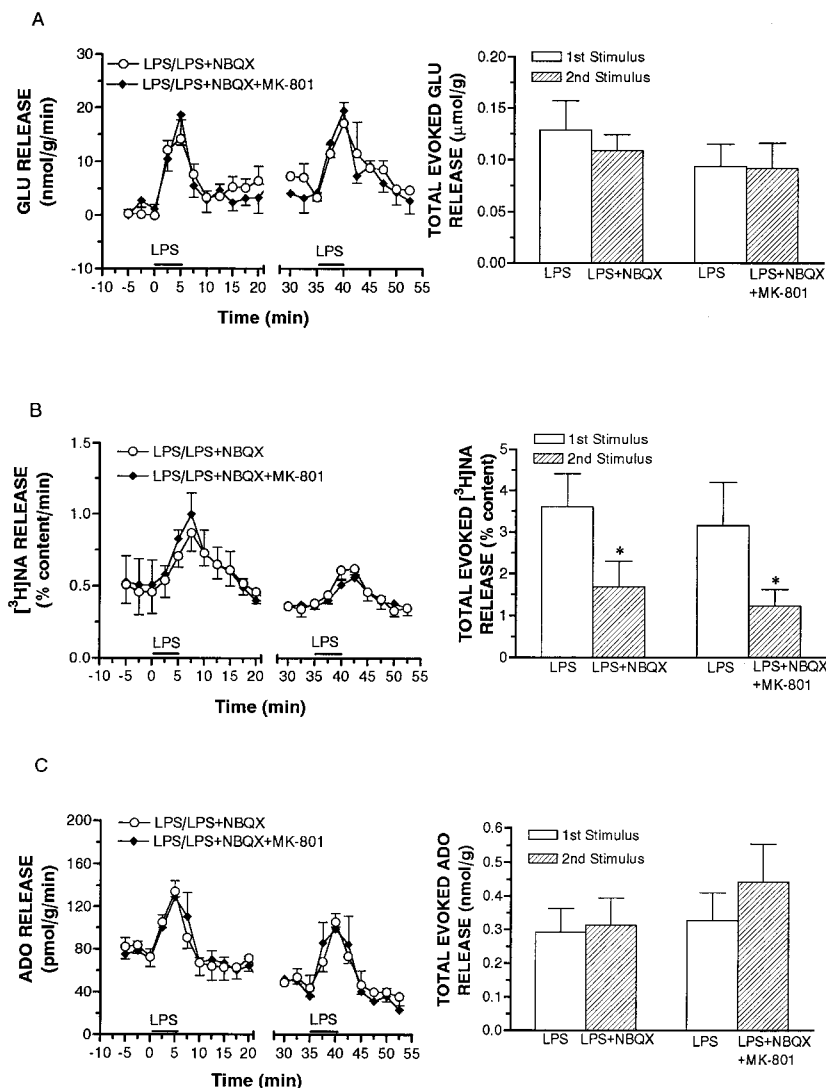 A
LPS/LPS+NBQX
LPS/LPS+NBQX+MK-801
GLU RELEASE
(nmol/g/min)
30
20
10
0
-10
LPS
LPS
-10 -5 0 5 10 15 20 30 35 40 45 50 55
Time (min)
1st Stimulus
2nd Stimulus
TOTAL EVOKED GLU
RELEASE (μmol/g)
0.20
0.15
0.10
0.05
0.00
LPS LPS+NBQX LPS LPS+NBQX
+MK-801
B
LPS/LPS+NBQX
LPS/LPS+NBQX+MK-801
[³H]NA RELEASE
(% content/min)
1.5
1.0
0.5
0.0
LPS
LPS
-10 -5 0 5 10 15 20 30 35 40 45 50 55
Time (min)
1st Stimulus
2nd Stimulus
TOTAL EVOKED [³H]NA
RELEASE (% content)
5
4
3
2
1
0
* *
LPS LPS+NBQX LPS LPS+NBQX
+MK-801
C
LPS/LPS+NBQX
LPS/LPS+NBQX+MK-801
ADO RELEASE
(pmol/g/min)
200
160
120
80
40
0
LPS
LPS
-10 -5 0 5 10 15 20 30 35 40 45 50 55
Time (min)
1st Stimulus
2nd Stimulus
TOTAL EVOKED ADO
RELEASE (nmol/g)
0.6
0.5
0.4
0.3
0.2
0.1
0.0
LPS LPS+NBQX LPS LPS+NBQX
+MK-801